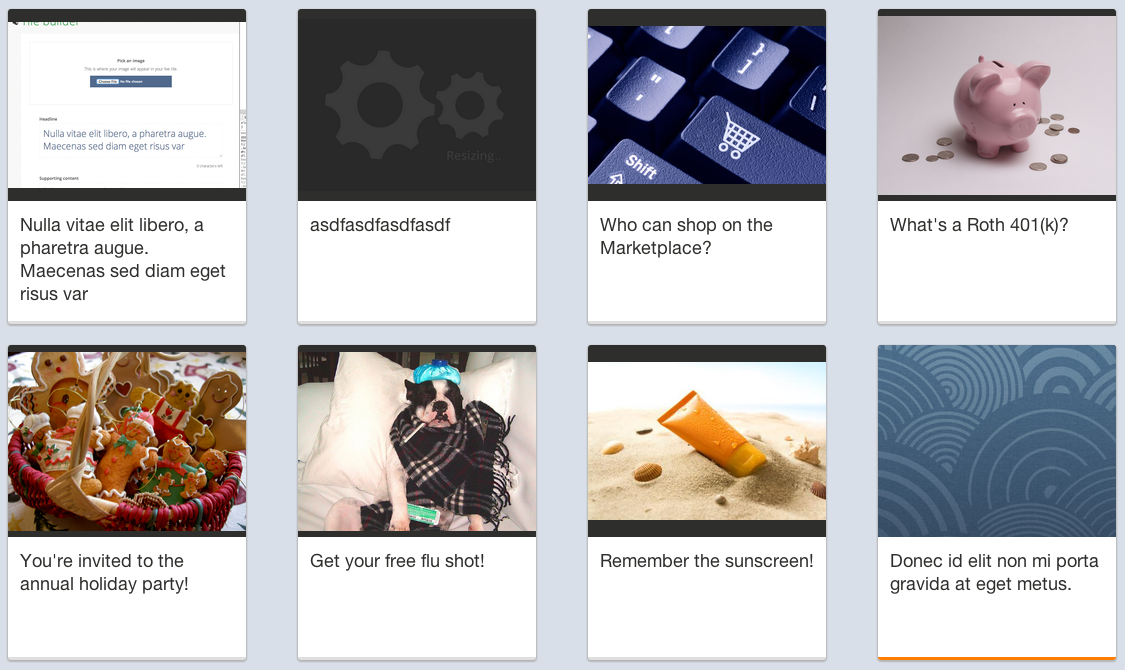 Tile builder
Pick an image
This is where your image will appear in your live tile.
Choose File No file chosen
Headline
Nulla vitae elit libero, a pharetra augue.
Maecenas sed diam eget risus var
0 characters left
Supporting content
Nulla vitae elit libero, a
pharetra augue.
Maecenas sed diam eget
risus var
Resizing..
asdfasdfasdfasdf
" '
} ]
Shift
Who can shop on the
Marketplace?
What's a Roth 401(k)?
You're invited to the
annual holiday party!
Get your free flu shot!
Remember the sunscreen!
Donec id elit non mi porta
gravida at eget metus.